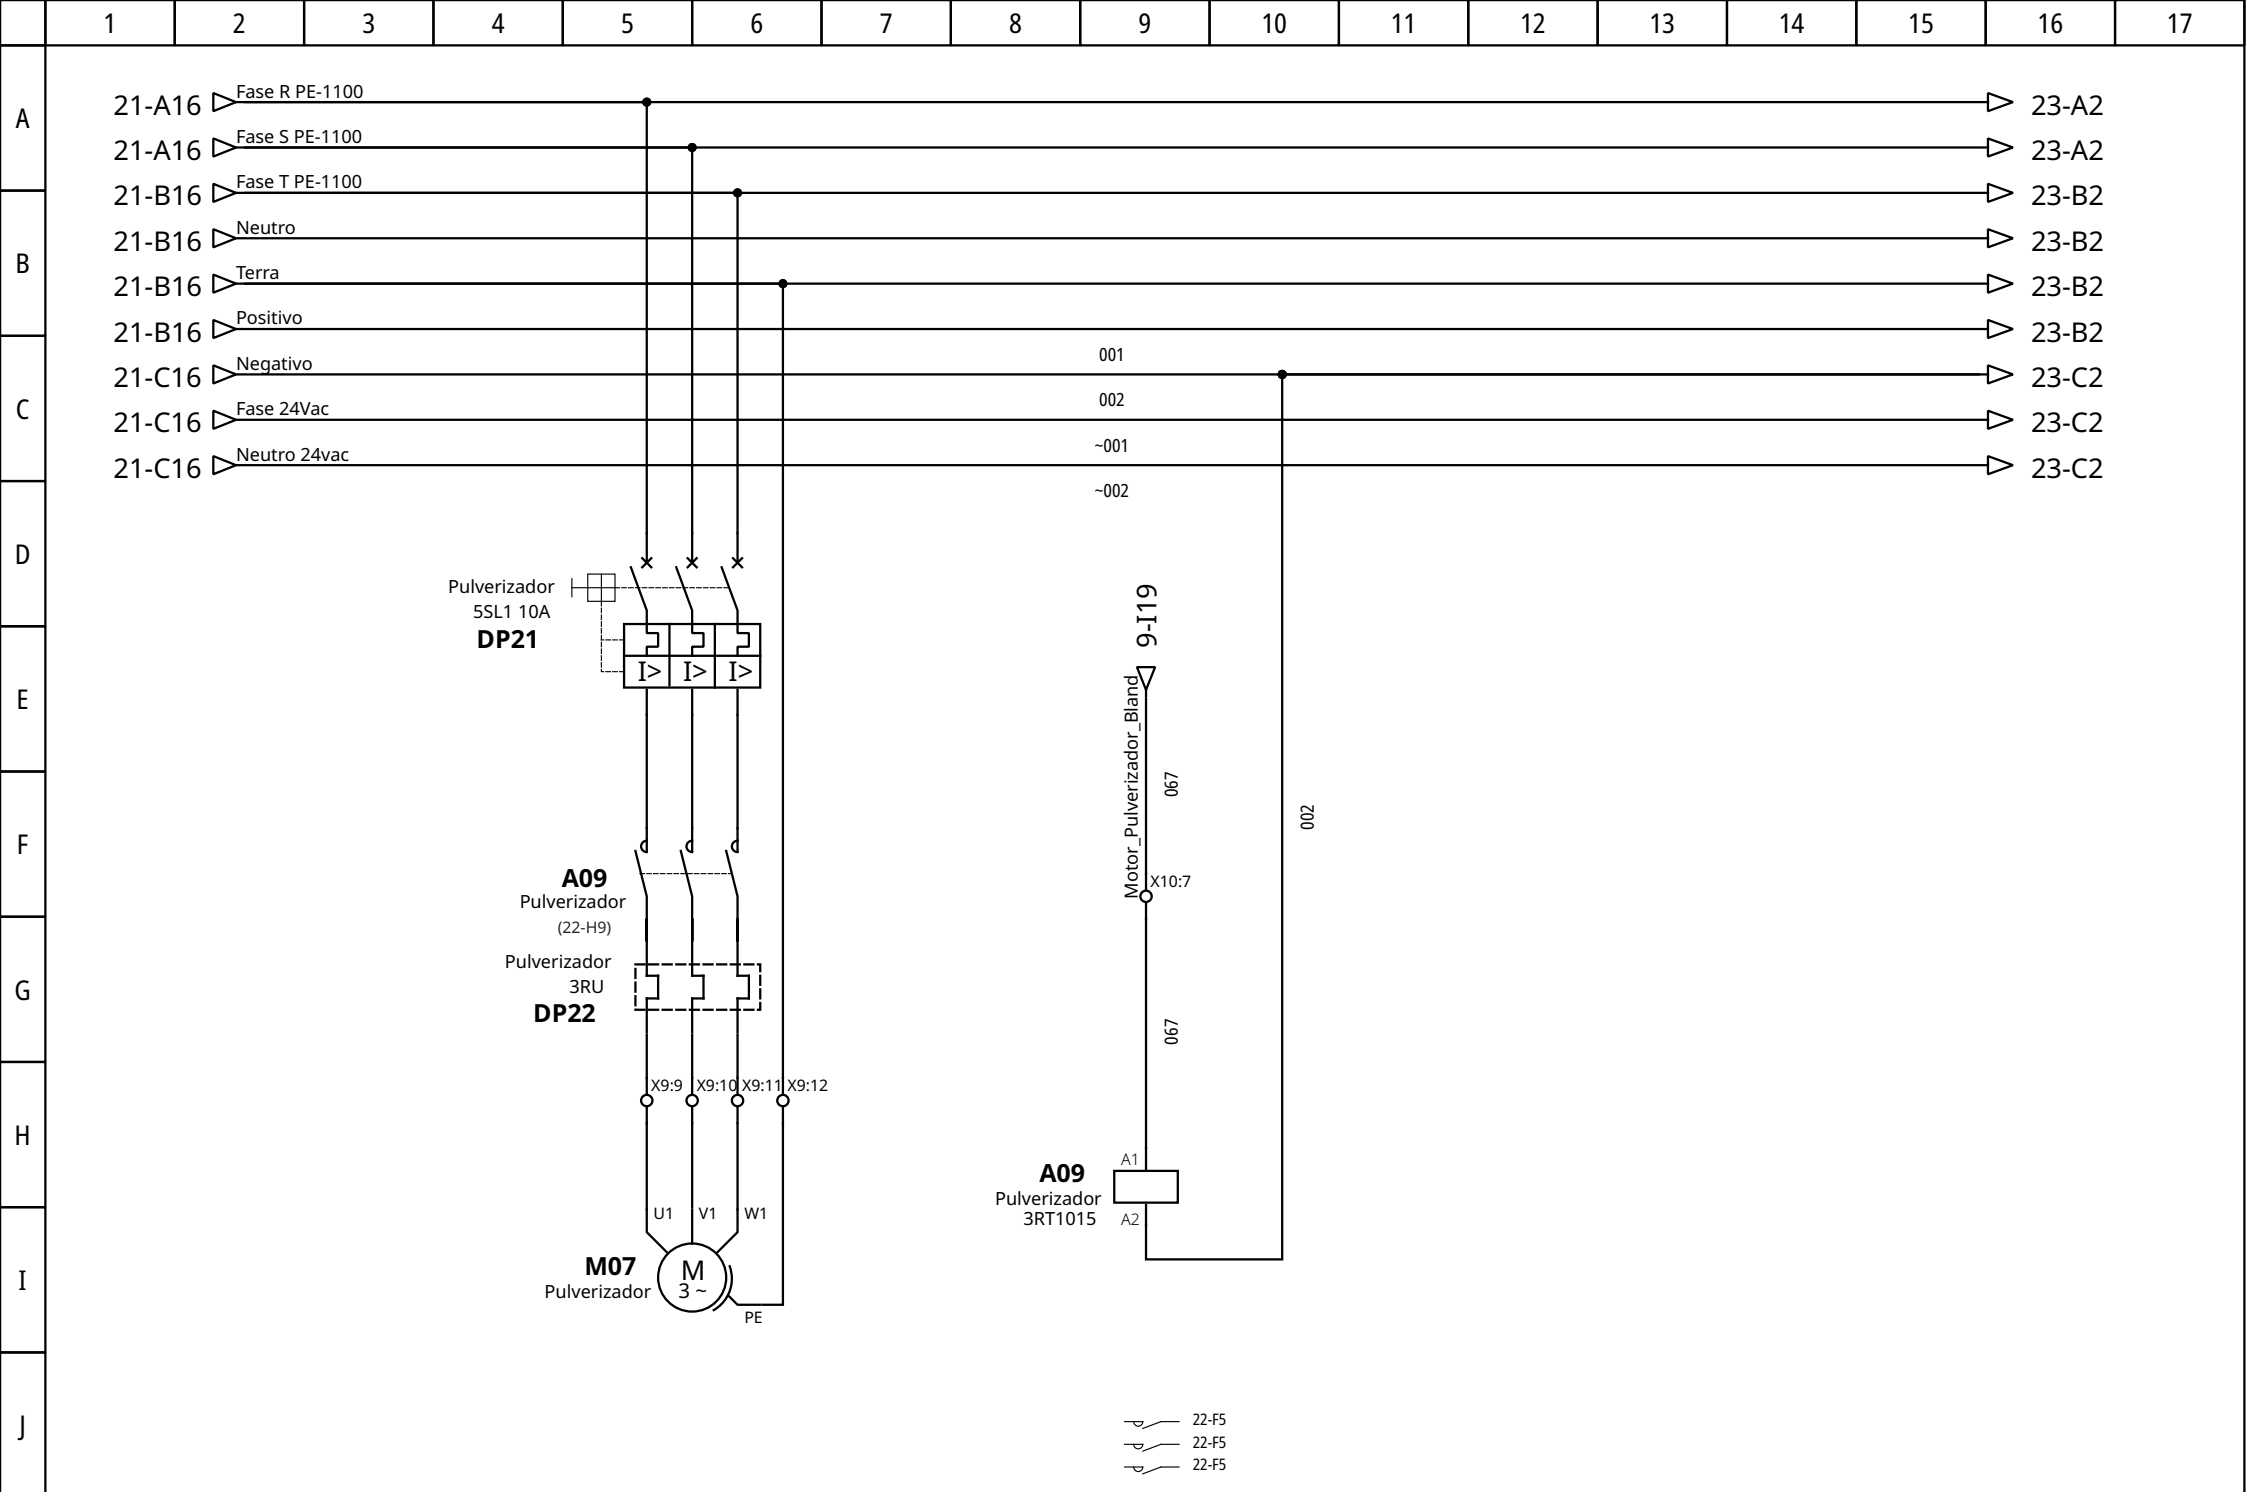 1 2 3 4 5 6 7 8 9 10 11 12 13 14 15 16 17
A
21-A16 Fase R PE-1100 23-A2
21-A16 Fase S PE-1100 23-A2
21-B16 Fase T PE-1100 23-B2
B
21-B16 Neutro 23-B2
21-B16 Terra 23-B2
21-B16 Positivo 23-B2
001
21-C16 Negativo 23-C2
C
002
21-C16 Fase 24Vac 23-C2
~001
21-C16 Neutro 24vac 23-C2
~002
D
Pulverizador
5SL1 10A
DP21
I> I> I>
9-I19
E
Motor_Pulverizador_Bland
067
002
F
A09
Pulverizador
(22-H9)
X10:7
Pulverizador
3RU
DP22
G
067
X9:9 X9:10 X9:11 X9:12
H
A1
A09
Pulverizador
3RT1015
A2
U1 V1 W1
M07
Pulverizador
M
3 ~
PE
I
J
22-F5
22-F5
22-F5